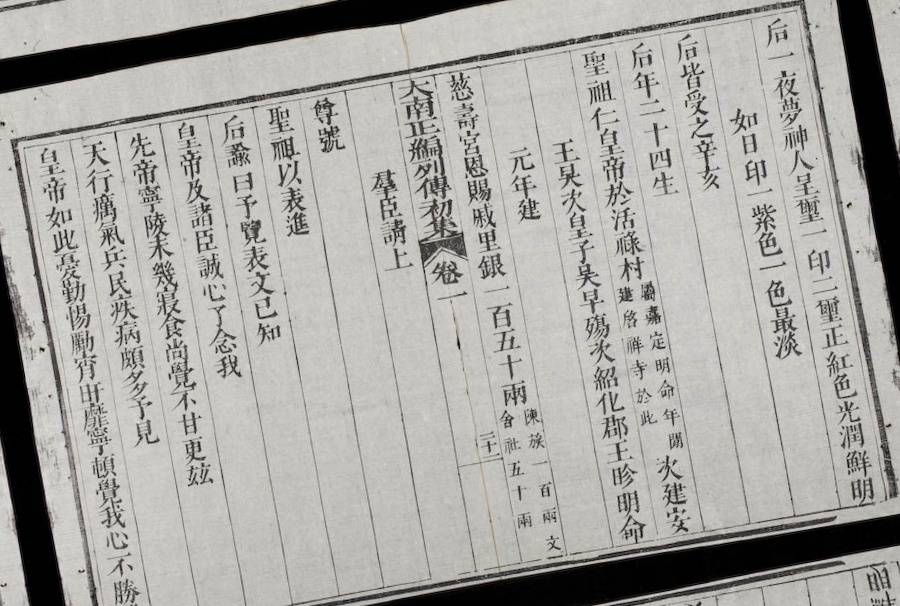 后一夜夢神人呈璽一印二璽正紅色光潤鮮明
如日印一紫色一色最淡
后皆受之辛亥
后年二十四生
聖祖仁皇帝於活祿村屬嘉定明命年間建啓祥寺於此次建安
王旲次皇子昊早殤次紹化郡王昣明命
元年建
慈壽宮恩賜戚里銀一百五十兩陳族一百兩文會社五十兩
二十
大南正編列傳初集 卷一
羣臣請上
尊號
聖祖以表進
后諭曰予覽表文已知
皇帝及諸臣誠心了念我
先帝寧陵未幾寢食尚覺不甘更玆
天行癘氣兵民疾病頗多予見
皇帝如此憂勤惕勵宵旰靡寧頓覺我心不勝